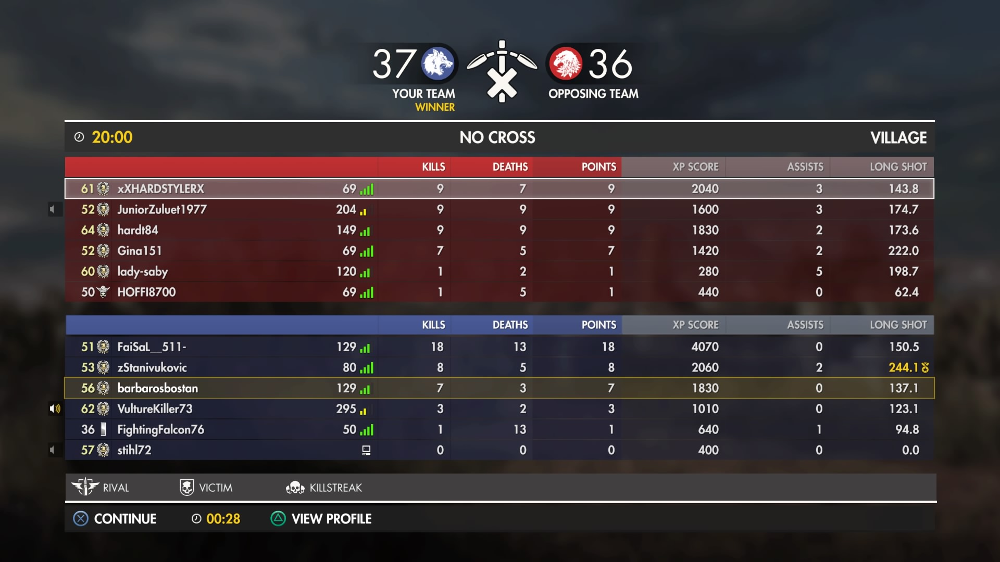 37 36
YOUR TEAM OPPOSING TEAM
WINNER
20:00 NO CROSS VILLAGE
KILLS DEATHS POINTS XP SCORE ASSISTS LONG SHOT
61 xXHARDSTYLERX 69 9 7 9 2040 3 143.8
52 JuniorZuluet1977 204 9 9 9 1600 3 174.7
64 hardt84 149 9 9 9 1830 2 173.6
52 Gina151 69 7 5 7 1420 2 222.0
60 lady-saby 120 1 2 1 280 5 198.7
50 HOFFI8700 69 1 5 1 440 0 62.4
KILLS DEATHS POINTS XP SCORE ASSISTS LONG SHOT
51 FaiSaL__511- 129 18 13 18 4070 0 150.5
53 zStanivukovic 80 8 5 8 2060 2 244.1
56 barbarosbostan 129 7 3 7 1830 0 137.1
62 VultureKiller73 295 3 2 3 1010 0 123.1
36 FightingFalcon76 50 1 13 1 640 1 94.8
57 stihl72 0 0 0 400 0 0.0
RIVAL VICTIM KILLSTREAK
CONTINUE 00:28 VIEW PROFILE